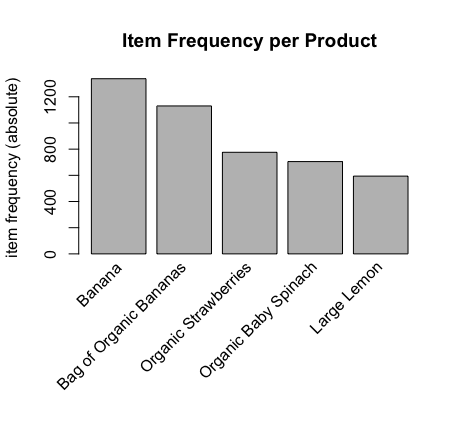 Item Frequency per Product
item frequency (absolute)
1200
800
400
0
Banana
Bag of Organic Bananas
Organic Strawberries
Organic Baby Spinach
Large Lemon